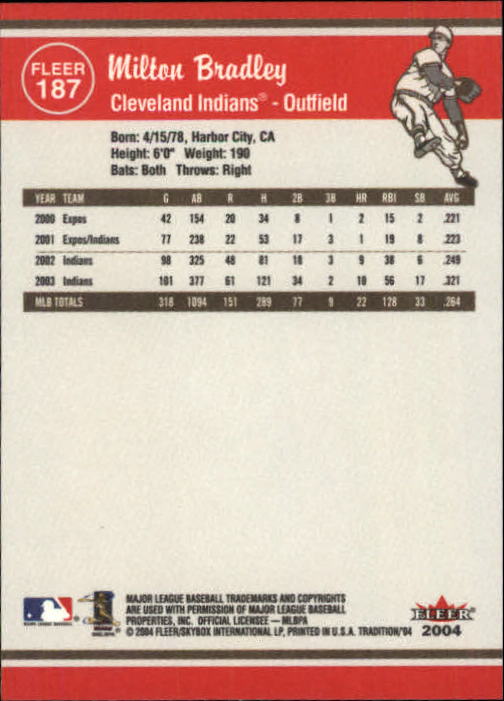 FLEER
187
Milton Bradley
Cleveland Indians® - Outfield
Born: 4/15/78, Harbor City, CA
Height: 6'0" Weight: 190
Bats: Both Throws: Right
YEAR TEAM G AB R H 2B 3B HR RBI SB AVG
2000 Expos 42 154 20 34 8 1 2 15 2 .221
2001 Expos/Indians 77 238 22 53 17 3 1 19 8 .223
2002 Indians 98 325 48 81 18 3 9 38 6 .249
2003 Indians 101 377 61 121 34 2 10 56 17 .321
MLB TOTALS 318 1094 151 289 77 9 22 128 33 .264
MAJOR LEAGUE BASEBALL TRADEMARKS AND COPYRIGHTS
ARE USED WITH PERMISSION OF MAJOR LEAGUE BASEBALL
PROPERTIES, INC. OFFICIAL LICENSEE — MLBPA
© 2004 FLEER/SKYBOX INTERNATIONAL LP, PRINTED IN U.S.A. TRADITION/'04
FLEER
2004